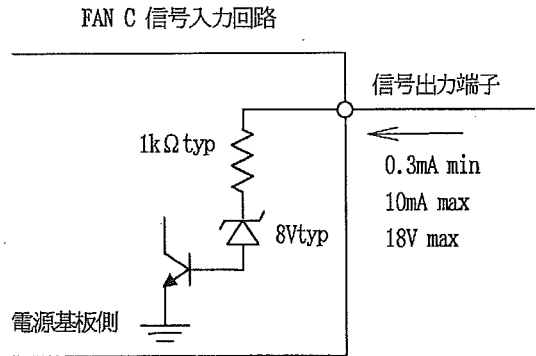 FAN C 信号入力回路
信号出力端子
1kΩtyp
0.3mA min
10mA max
18V max
8Vtyp
電源基板側